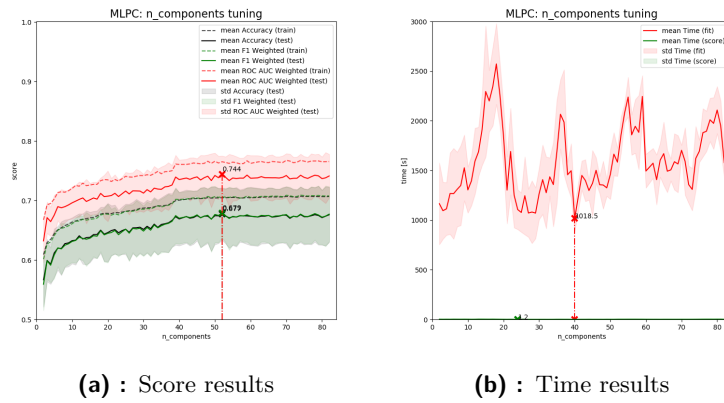 MLPC: n_components tuning
1.0
0.9
0.8
0.7
0.6
0.5
score
0
10
20
30
40
50
60
70
80
n_components
mean Accuracy (train)
mean Accuracy (test)
mean F1 Weighted (train)
mean F1 Weighted (test)
mean ROC AUC Weighted (train)
mean ROC AUC Weighted (test)
std Accuracy (test)
std F1 Weighted (test)
std ROC AUC Weighted (test)
0.744
0.679
(a) : Score results
MLPC: n_components tuning
3000
2500
2000
1500
1000
500
0
time [s]
0
10
20
30
40
50
60
70
80
n_components
mean Time (fit)
mean Time (score)
std Time (fit)
std Time (score)
1018.5
1.2
(b) : Time results